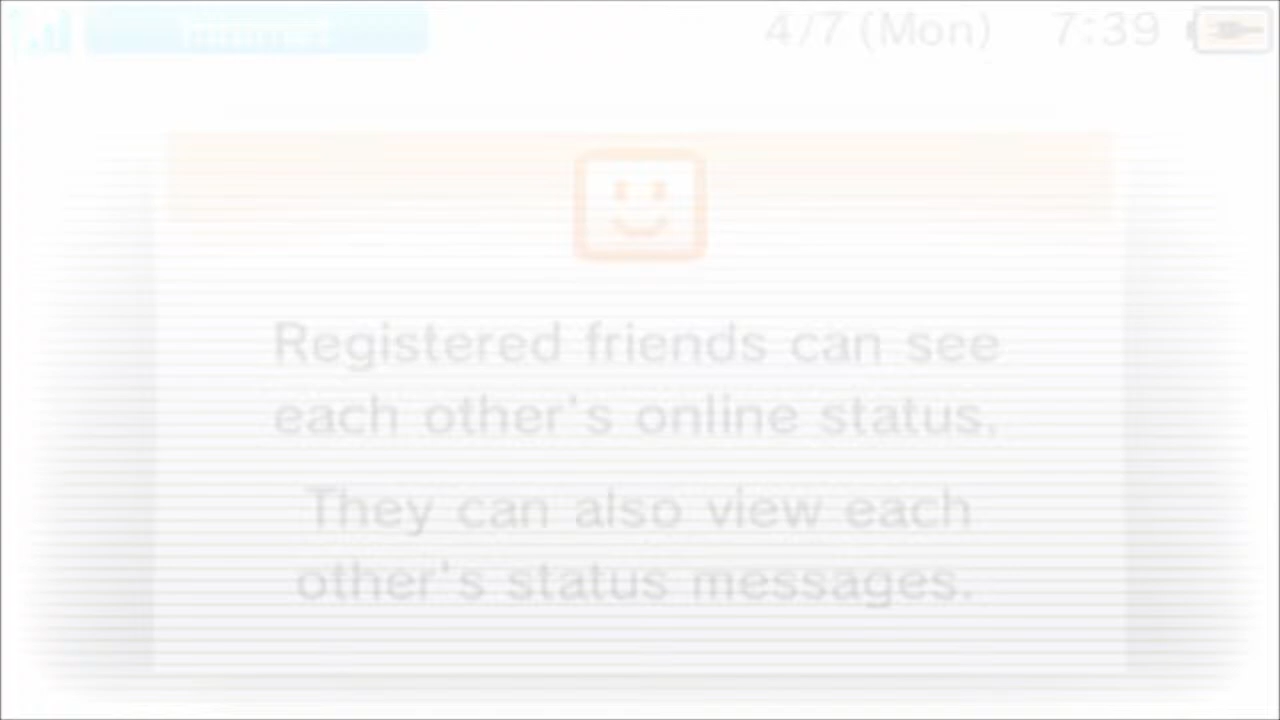 4/7 (Mon) 7:39
Registered friends can see
each other's online status.
They can also view each
other's status messages.